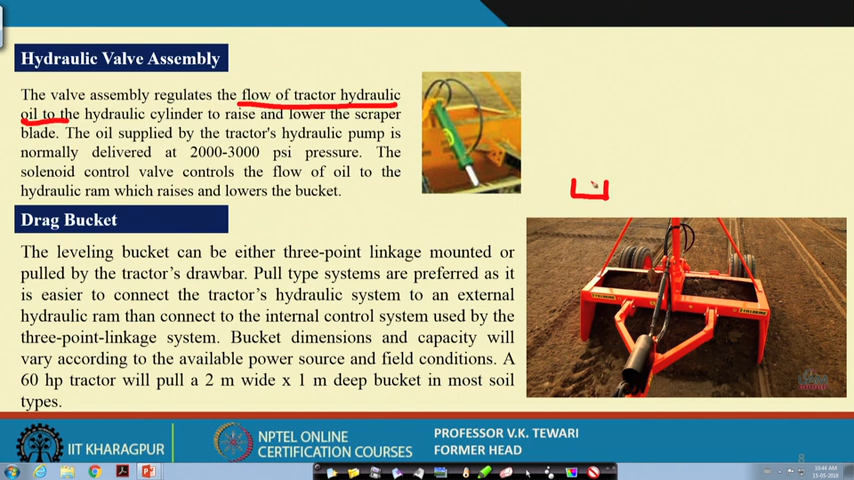 Hydraulic Valve Assembly
The valve assembly regulates the flow of tractor hydraulic
oil to the hydraulic cylinder to raise and lower the scraper
blade. The oil supplied by the tractor's hydraulic pump is
normally delivered at 2000-3000 psi pressure. The
solenoid control valve controls the flow of oil to the
hydraulic ram which raises and lowers the bucket.
Drag Bucket
The leveling bucket can be either three-point linkage mounted or
pulled by the tractor's drawbar. Pull type systems are preferred as it
is easier to connect the tractor's hydraulic system to an external
hydraulic ram than connect to the internal control system used by the
three-point-linkage system. Bucket dimensions and capacity will
vary according to the available power source and field conditions. A
60 hp tractor will pull a 2 m wide x 1 m deep bucket in most soil
types.
IIT KHARAGPUR
NPTEL ONLINE
CERTIFICATION COURSES
PROFESSOR V.K. TEWARI
FORMER HEAD
8
10:44 AM
15-05-2018